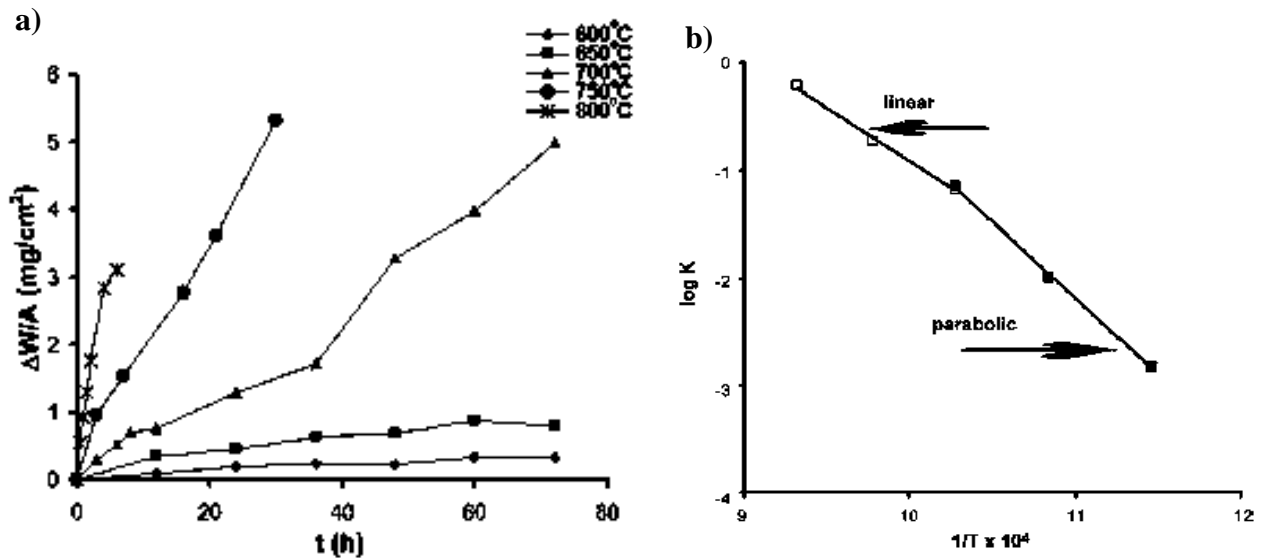 a)
600°C
650°C
700°C
750°C
800°C
6
5
4
3
2
1
0
ΔW/A (mg/cm²)
0 20 40 60 80
t (h)
b)
0
-1
-2
-3
-4
log K
linear
parabolic
9 10 11 12
1/T x 10⁴